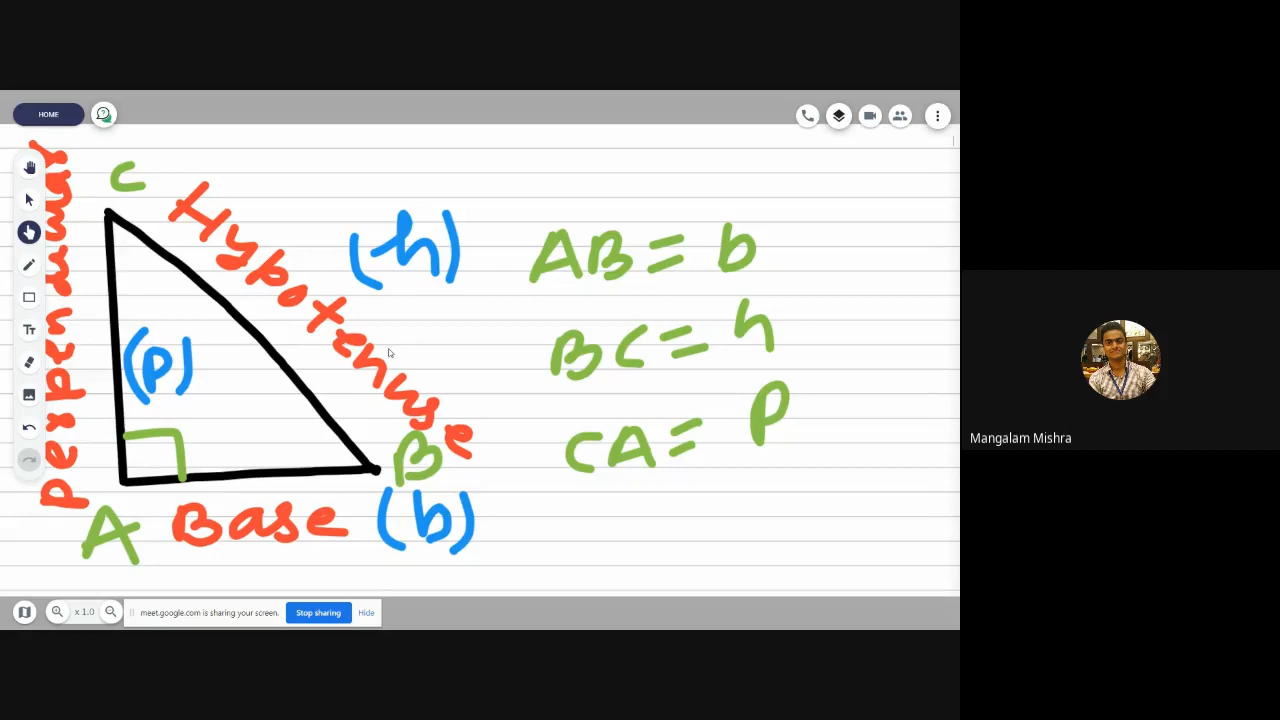 HOME
C
Hypotenuse
(h)
AB = b
BC = h
CA = p
(p)
B
A
Base (b)
x 1.0
meet.google.com is sharing your screen.
Stop sharing
Hide
Tт
Mangalam Mishra